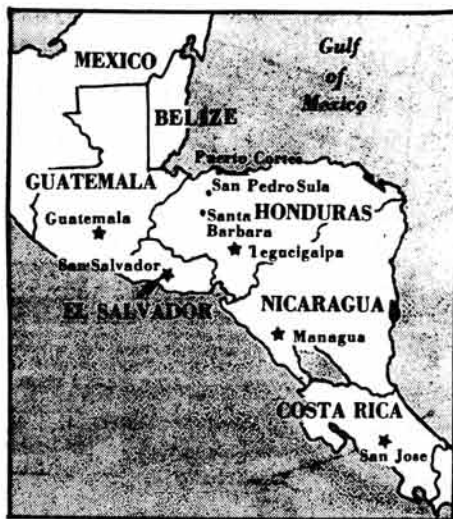 Gulf
of
Mexico
MEXICO
BELIZE
Puerto Cortes
GUATEMALA
San Pedro Sula
Santa
Barbara
HONDURAS
Guatemala
Tegucigalpa
San Salvador
EL SALVADOR
NICARAGUA
Managua
COSTA RICA
San Jose